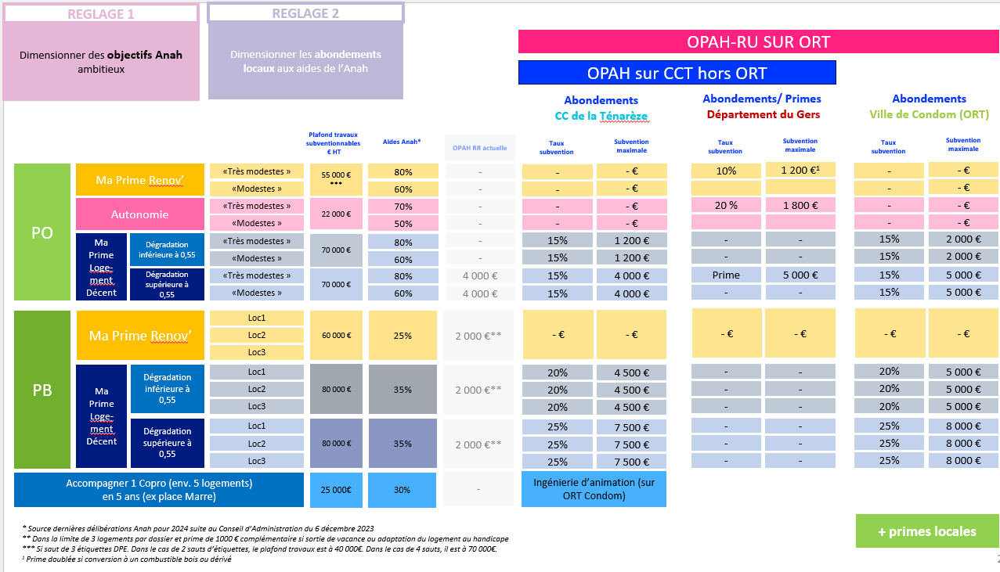 REGLAGE 1
Dimensionner des objectifs Anah
ambitieux
REGLAGE 2
Dimensionner les abondements
locaux aux aides de l'Anah
OPAH-RU SUR ORT
OPAH sur CCT hors ORT
Abondements
CC de la Ténarèze
Abondements/ Primes
Département du Gers
Abondements
Ville de Condom (ORT)
Plafond travaux
subventionnables
€ HT
Aides Anah*
OPAH RR actuelle
Taux
subvention
Subvention
maximale
Taux
subvention
Subvention
maximale
Taux
subvention
Subvention
maximale
PO
Ma Prime Renov'
«Très modestes » 55 000 € 80% - - - € 10% 1 200 €¹ - - €
***
«Modestes » 60% - - - € - - €
Autonomie
«Très modestes » 22 000 € 70% - - - € 20 % 1 800 € - - €
«Modestes » 50% - - - € - - €
Ma
Prime
Loge-
ment
Décent
Dégradation
inférieure à 0,55
«Très modestes » 70 000 € 80% - 15% 1 200 € - - 15% 2 000 €
«Modestes » 60% - 15% 1 200 € - - 15% 2 000 €
Dégradation
supérieure à
0,55
«Très modestes » 70 000 € 80% 4 000 € 15% 4 000 € Prime 5 000 € 15% 5 000 €
«Modestes » 60% 4 000 € 15% 4 000 € - - 15% 5 000 €
PB
Ma Prime Renov'
Loc1
Loc2 60 000 € 25% 2 000 €** - € - € - € - € - € - €
Loc3
Ma
Prime
Loge-
ment
Décent
Dégradation
inférieure à
0,55
Loc1 20% 4 500 € - - 20% 5 000 €
Loc2 80 000 € 35% 2 000 €** 20% 4 500 € - - 20% 5 000 €
Loc3 20% 4 500 € - - 20% 5 000 €
Dégradation
supérieure à
0,55
Loc1 25% 7 500 € - - 25% 8 000 €
Loc2 80 000 € 35% 2 000 €** 25% 7 500 € - - 25% 8 000 €
Loc3 25% 7 500 € - - 25% 8 000 €
Accompagner 1 Copro (env. 5 logements)
en 5 ans (ex place Marre)
25 000€ 30% -
Ingénierie d'animation (sur
ORT Condom)
* Source dernières délibérations Anah pour 2024 suite au Conseil d'Administration du 6 décembre 2023
** Dans la limite de 3 logements par dossier et prime de 1000 € complémentaire si sortie de vacance ou adaptation du logement au handicape
*** Si saut de 3 étiquettes DPE. Dans le cas de 2 sauts d'étiquettes, le plafond travaux est à 40 000€. Dans le cas de 4 sauts, il est à 70 000€.
¹ Prime doublée si conversion à un combustible bois ou dérivé
+ primes locales